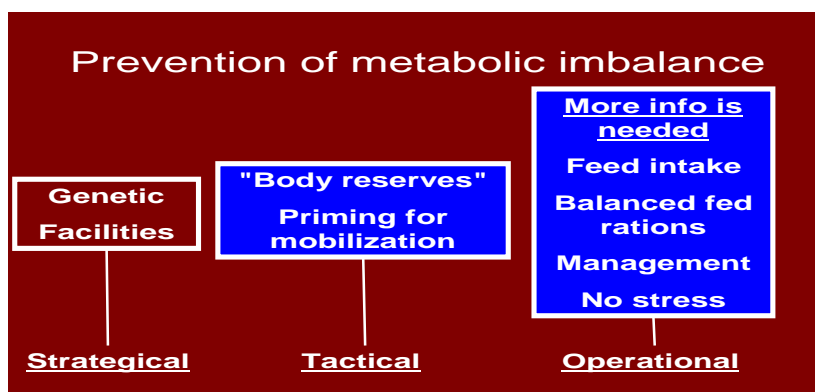 Prevention of metabolic imbalance
Genetic
Facilities
Strategical
"Body reserves"
Priming for
mobilization
Tactical
More info is
needed
Feed intake
Balanced fed
rations
Management
No stress
Operational